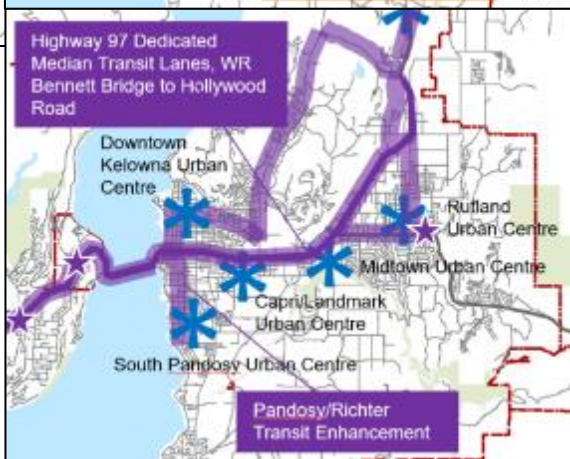 Highway 97 Dedicated
Median Transit Lanes, WR
Bennett Bridge to Hollywood
Road
Downtown
Kelowna Urban
Centre
Rutland
Urban Centre
Midtown Urban Centre
Capri/Landmark
Urban Centre
South Pandosy Urban Centre
Pandosy/Richter
Transit Enhancement